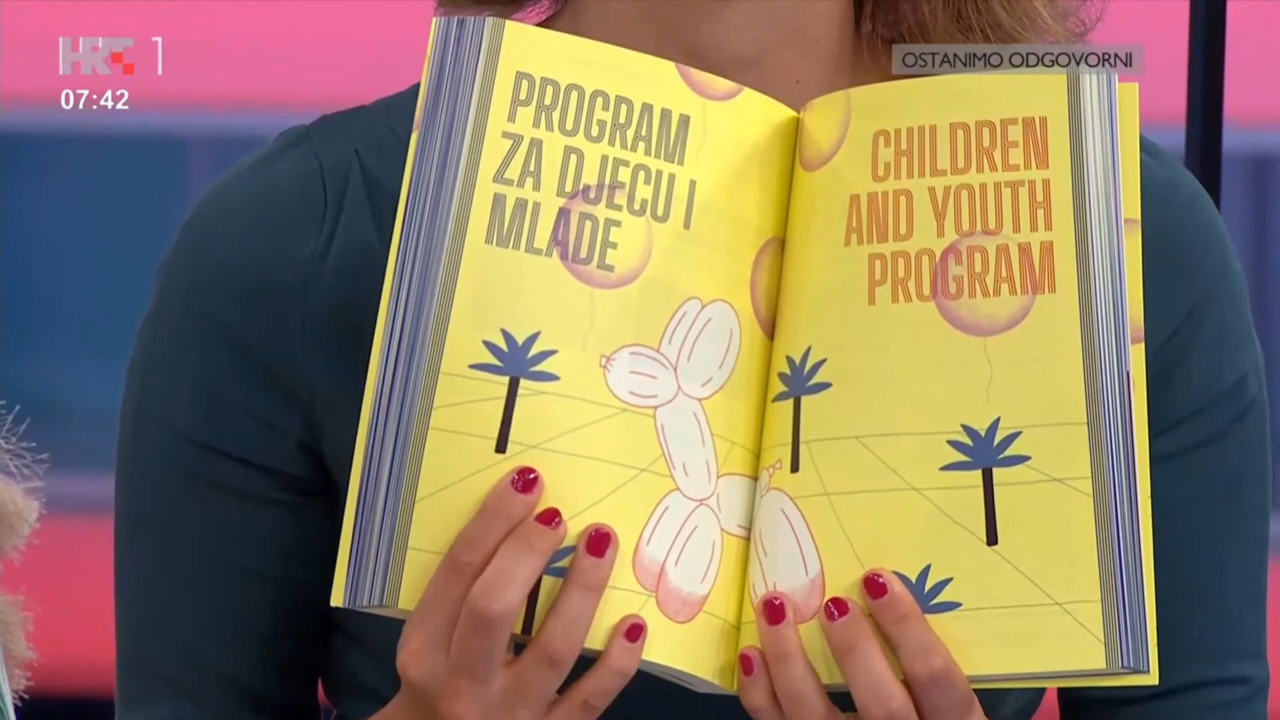 HRT 1
07:42
OSTANIMO ODGOVORNI
PROGRAM
ZA DJECU I
MLADE
CHILDREN
AND YOUTH
PROGRAM